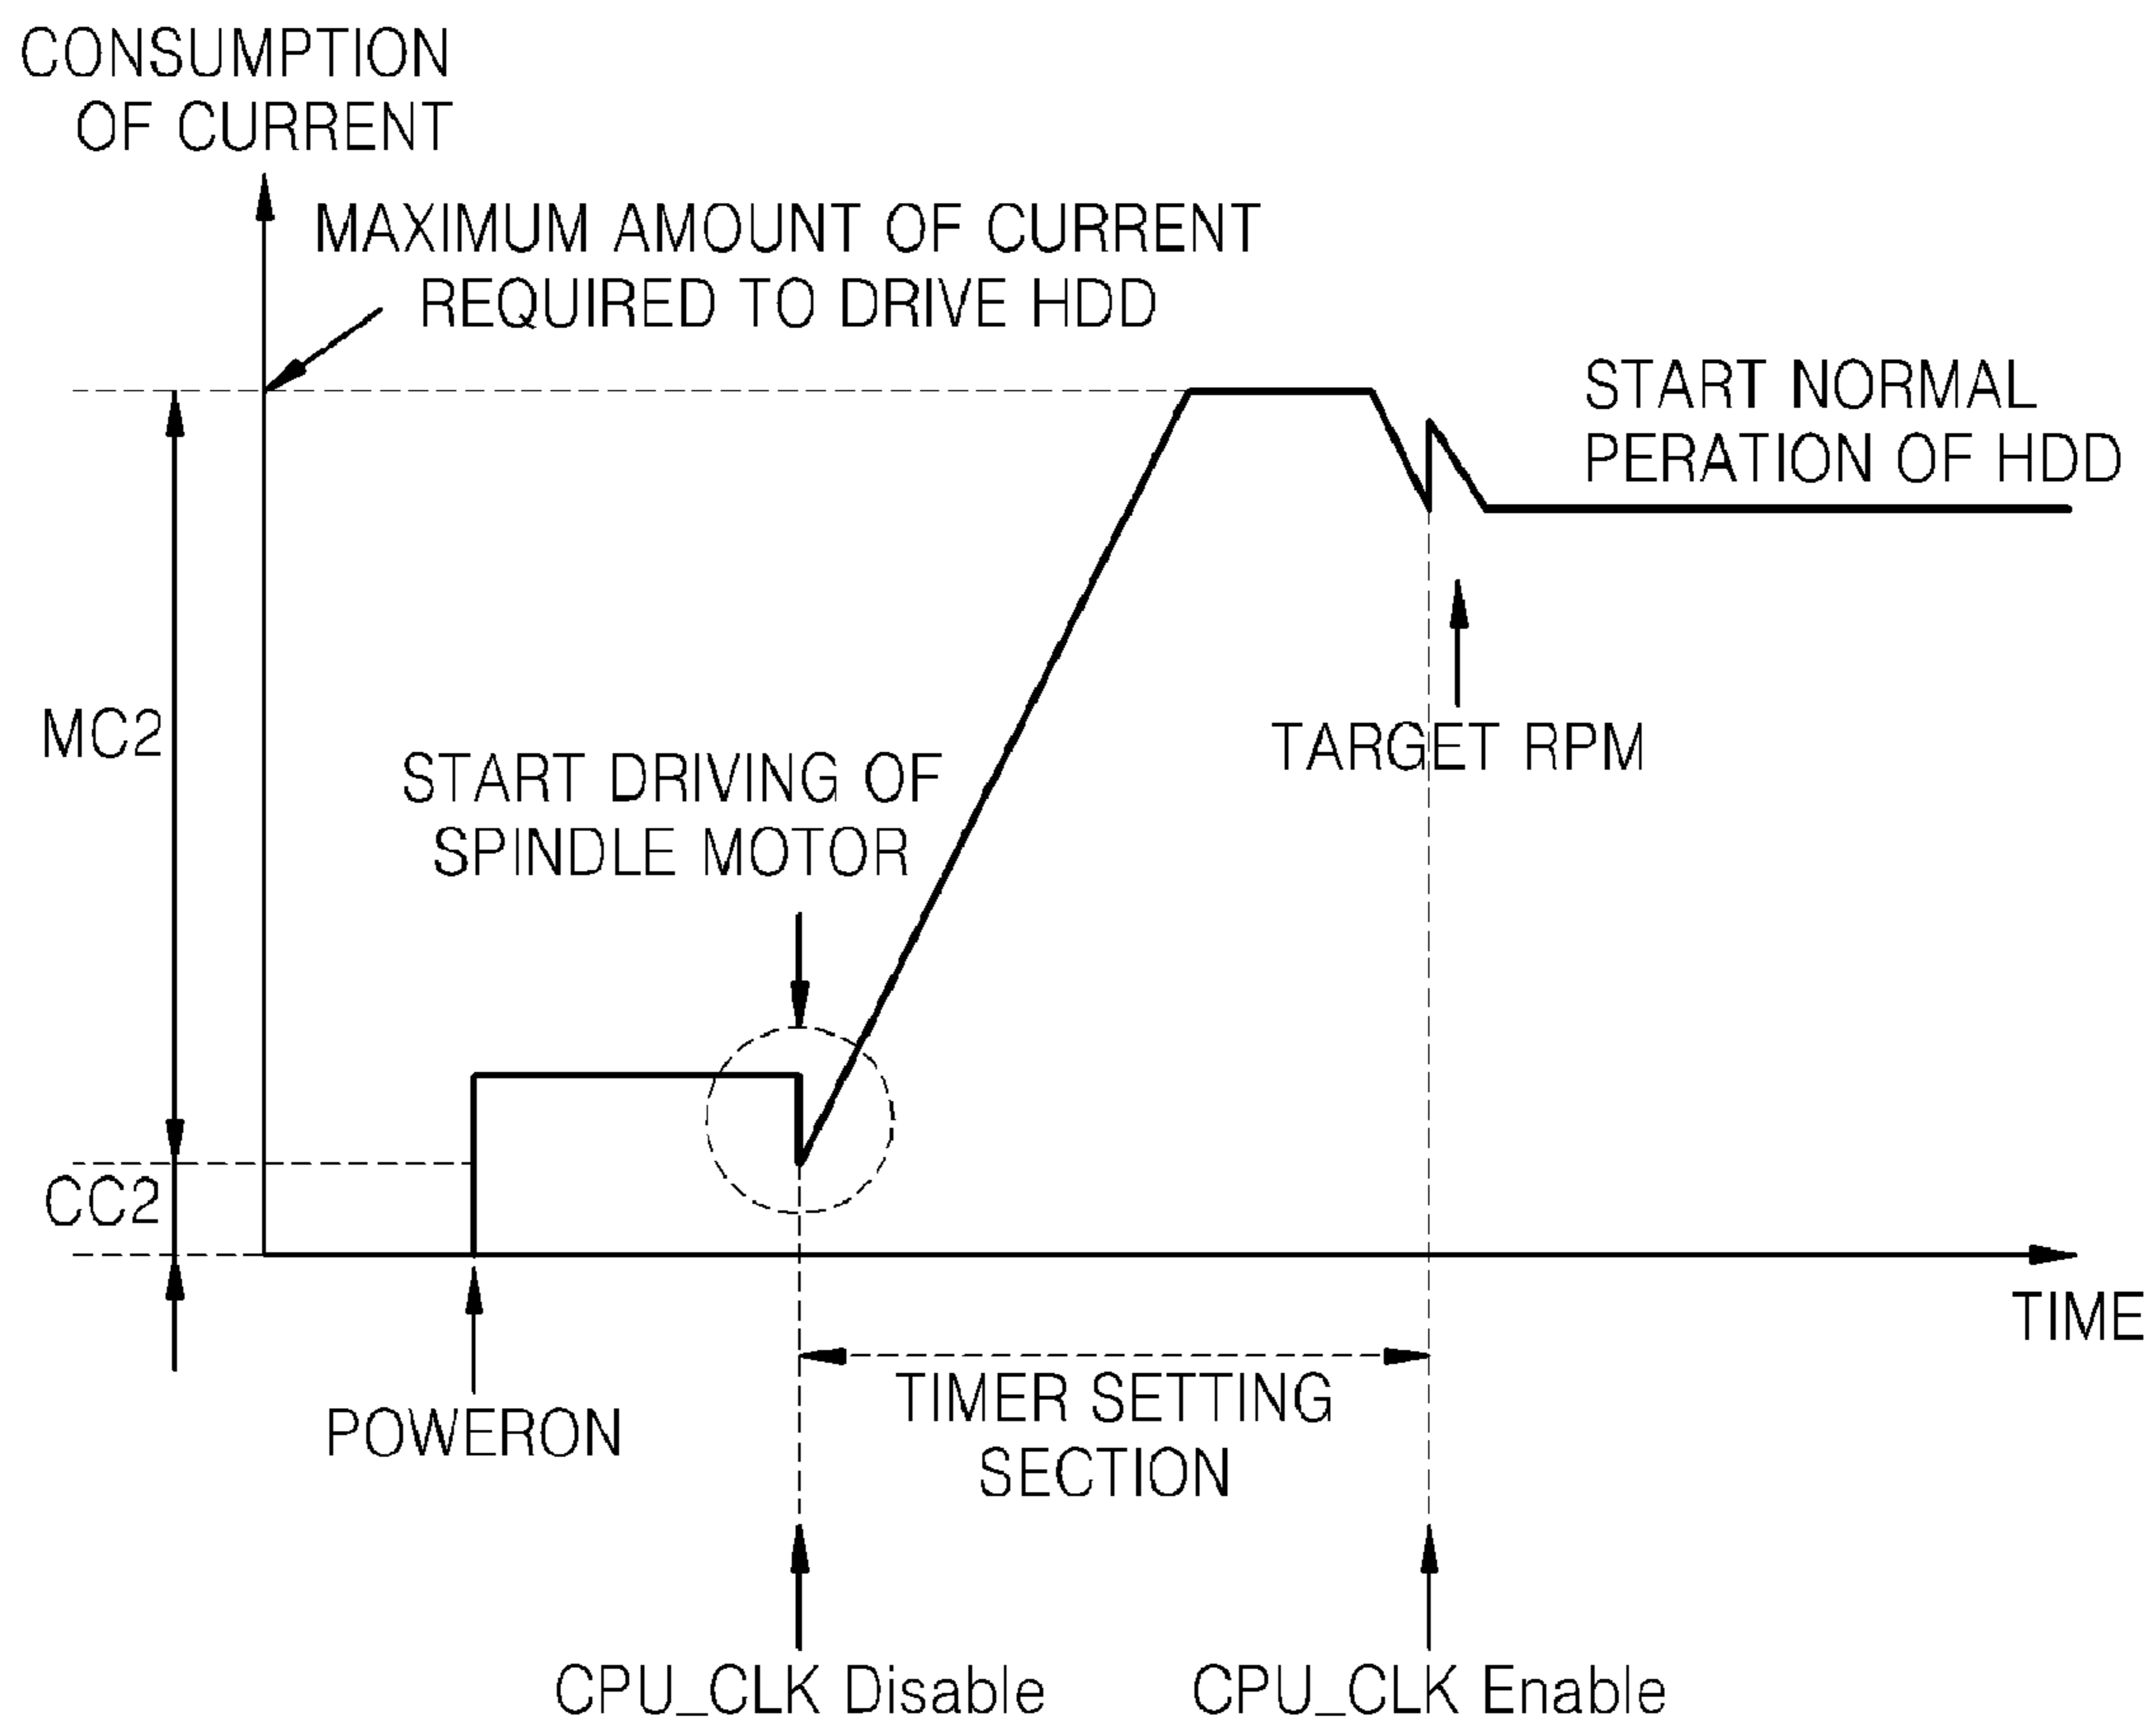 CONSUMPTION
OF CURRENT
MAXIMUM AMOUNT OF CURRENT
REQUIRED TO DRIVE HDD
START NORMAL
PERATION OF HDD
MC2
TARGET RPM
START DRIVING OF
SPINDLE MOTOR
CC2
TIME
POWERON
TIMER SETTING
SECTION
CPU_CLK Disable
CPU_CLK Enable